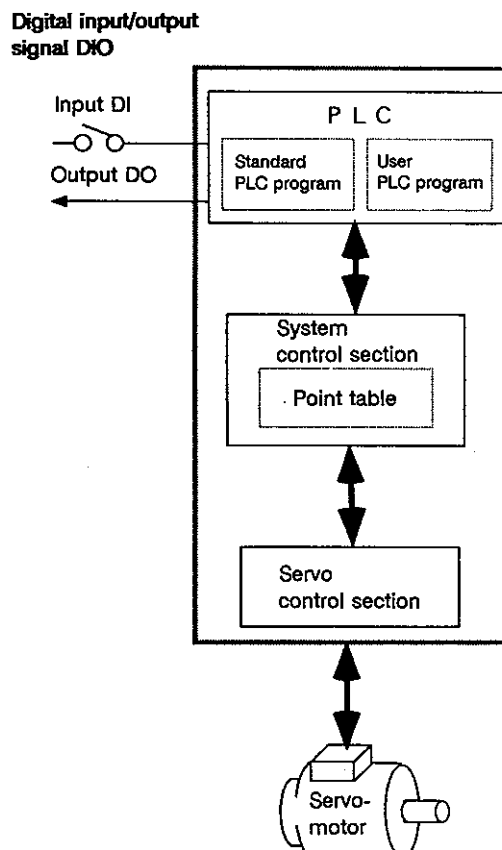 Digital input/output
signal DIO
Input DI
Output DO
P L C
Standard
PLC program
User
PLC program
System
control section
Point table
Servo
control section
Servo-
motor